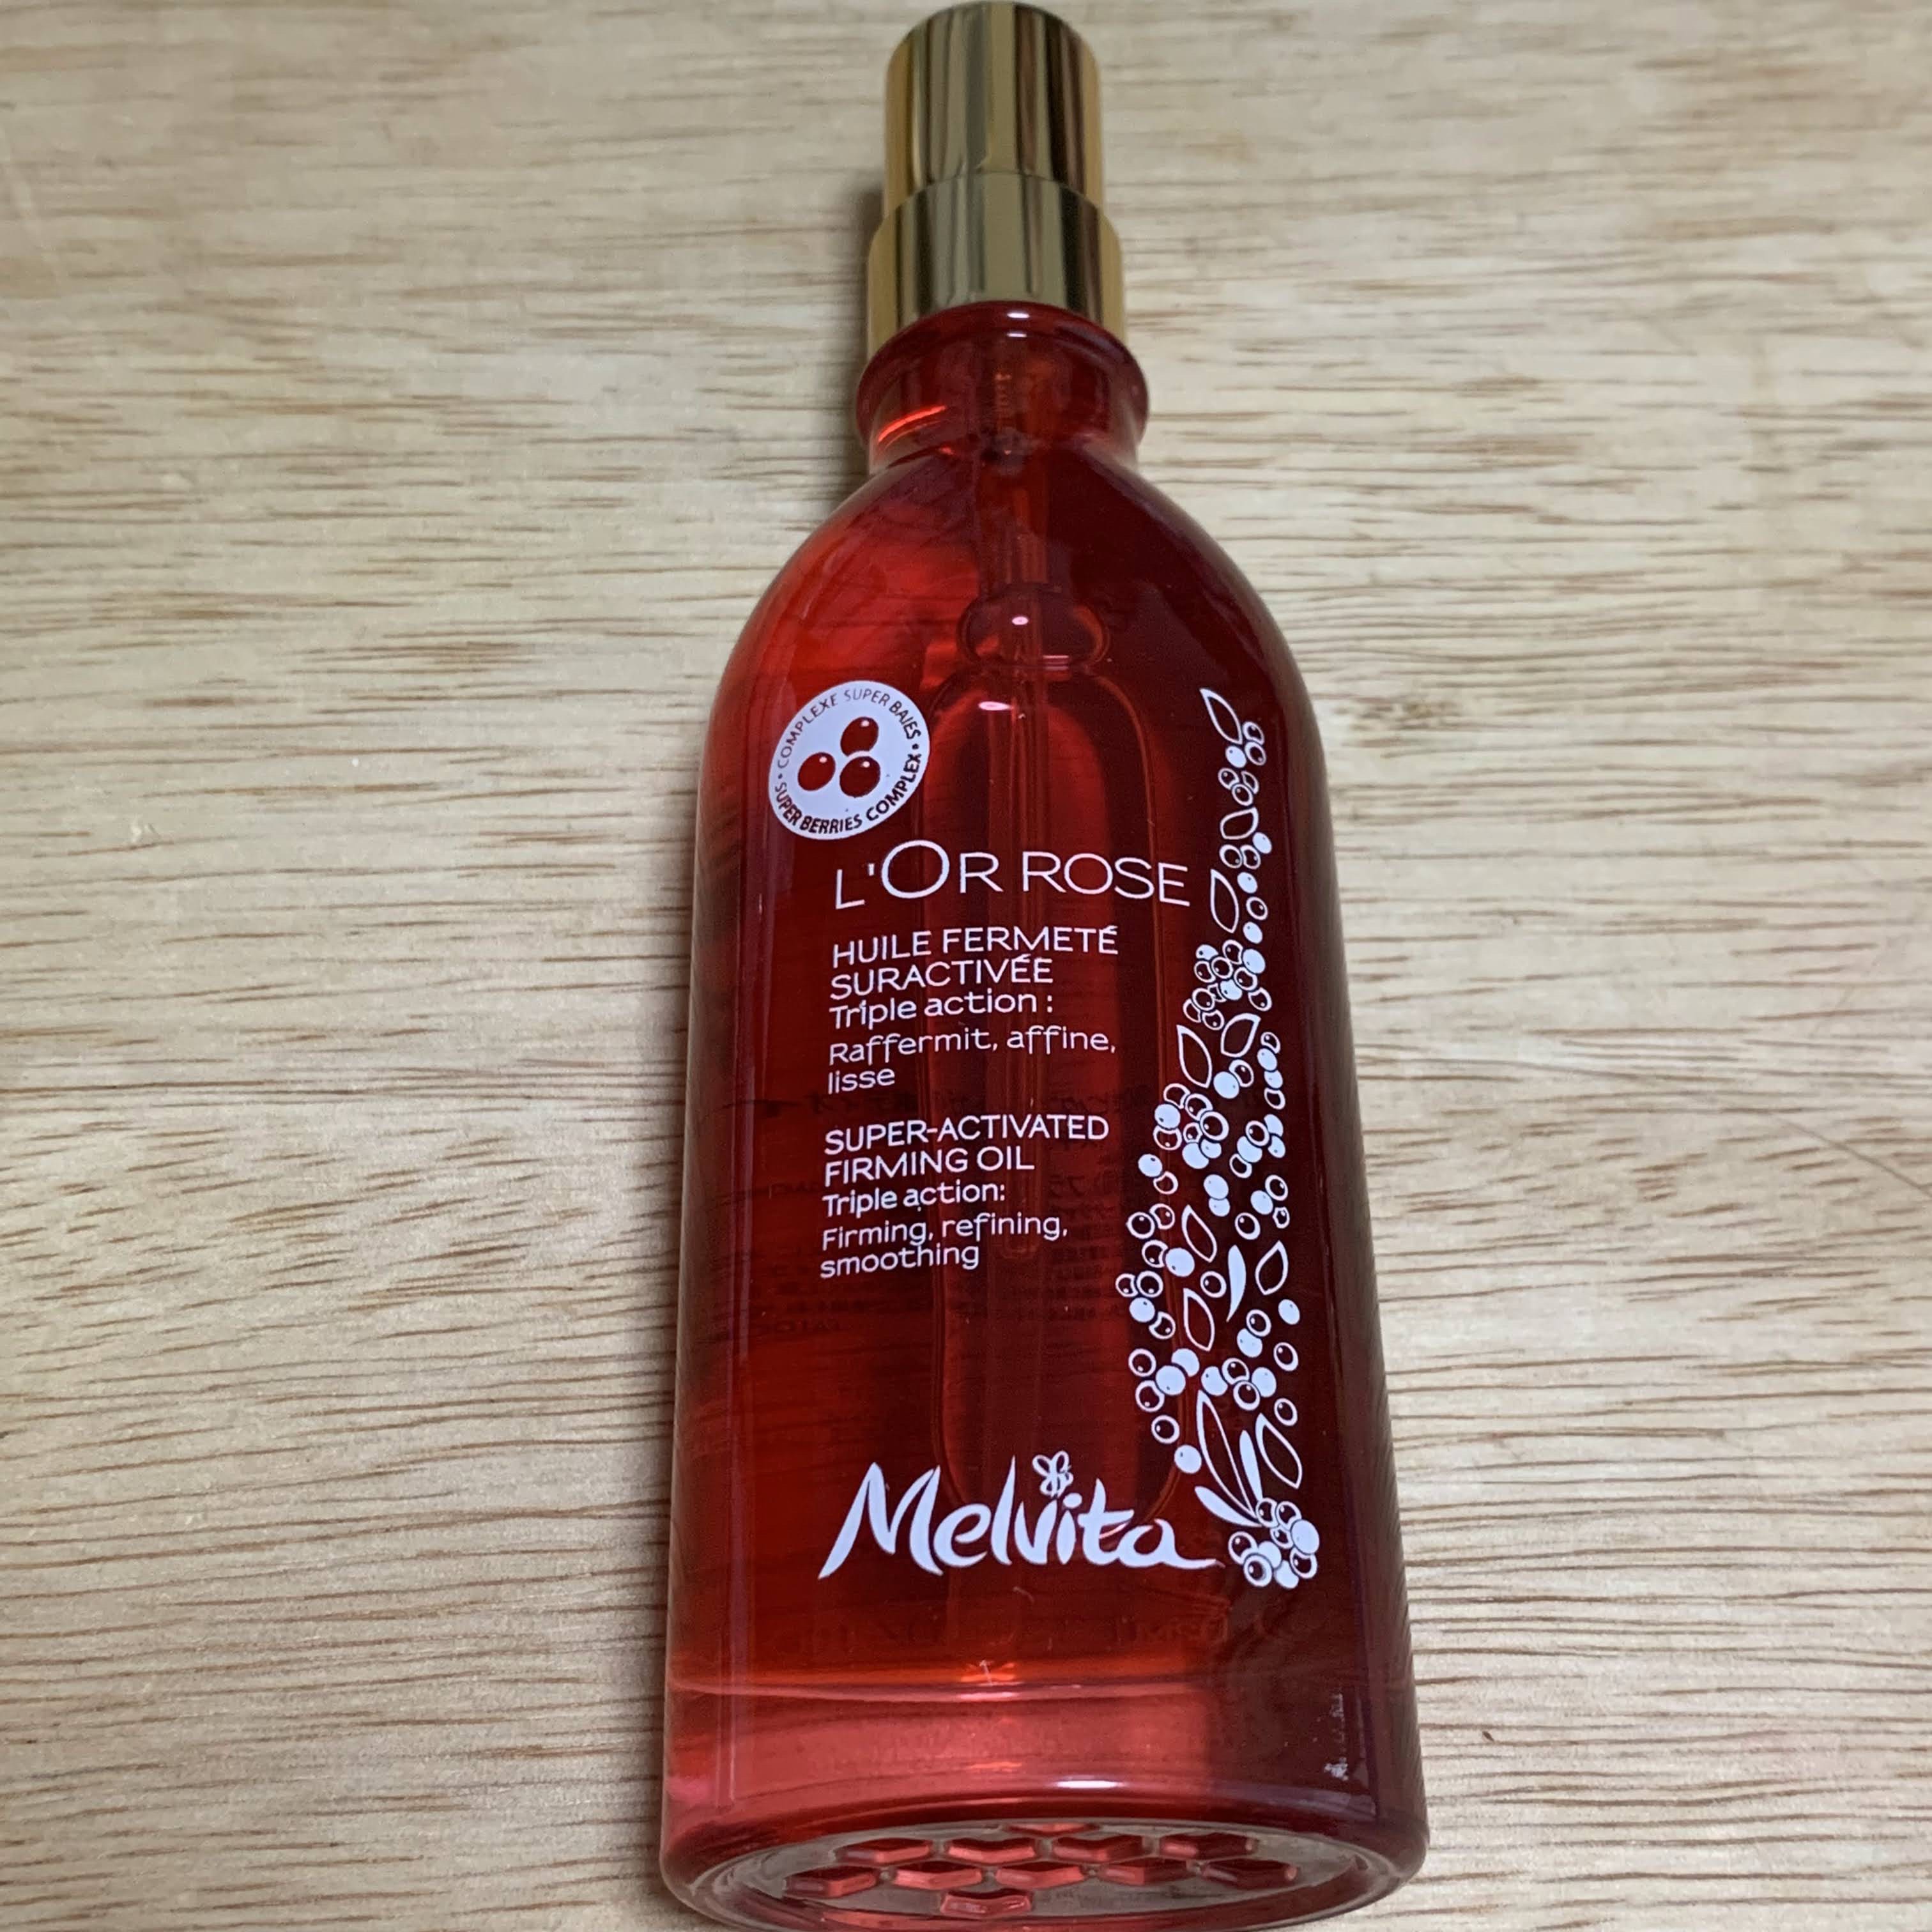 • COMPLEXE SUPER BAIES •
SUPER BERRIES COMPLEX
L'OR ROSE
HUILE FERMETÉ
SURACTIVÉE
Triple action :
Raffermit, affine,
lisse
SUPER-ACTIVATED
FIRMING OIL
Triple action:
Firming, refining,
smoothing
Melvita